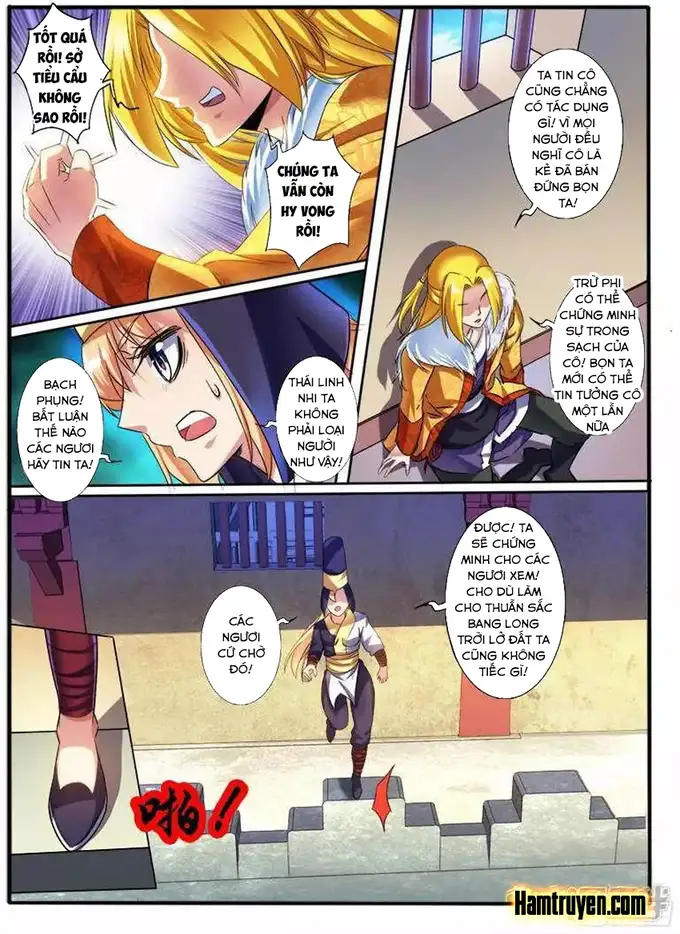 TỐT QUÁ
RỒI! SỞ
TIỂU CẨU
KHÔNG
SAO RỒI!
CHÚNG TA
VẪN CÒN
HY VONG
RỒI!
TA TIN CÔ
CŨNG CHẲNG
CÓ TÁC DỤNG
GÌ! VÌ MỌI
NGƯỜI ĐỀU
NGHĨ CÔ LÀ
KẺ ĐÃ BÁN
ĐỨNG BỌN
TA!
TRỪ PHI
CÓ THỂ
CHỨNG MINH
SỰ TRONG
SẠCH CỦA
CÔ! BỌN TA
MỚI CÓ THỂ
TIN TƯỞNG CÔ
MỘT LẦN
NỮA
BẠCH
PHỤNG!
BẤT LUẬN
THẾ NÀO
CÁC NGƯƠI
HÃY TIN TA!
THÁI LINH
NHI TA
KHÔNG
PHẢI LOẠI
NGƯỜI
NHƯ VẬY!
ĐƯỢC! TA
SẼ CHỨNG
MINH CHO CÁC
NGƯƠI XEM!
CHO DÙ LÀM
CHO THUẪN SẮC
BANG LONG
TRỜI LỞ ĐẤT TA
CŨNG KHÔNG
TIẾC GÌ!
CÁC
NGƯƠI
CỨ CHỜ
ĐÓ!
啪！
Hamtruyen.com